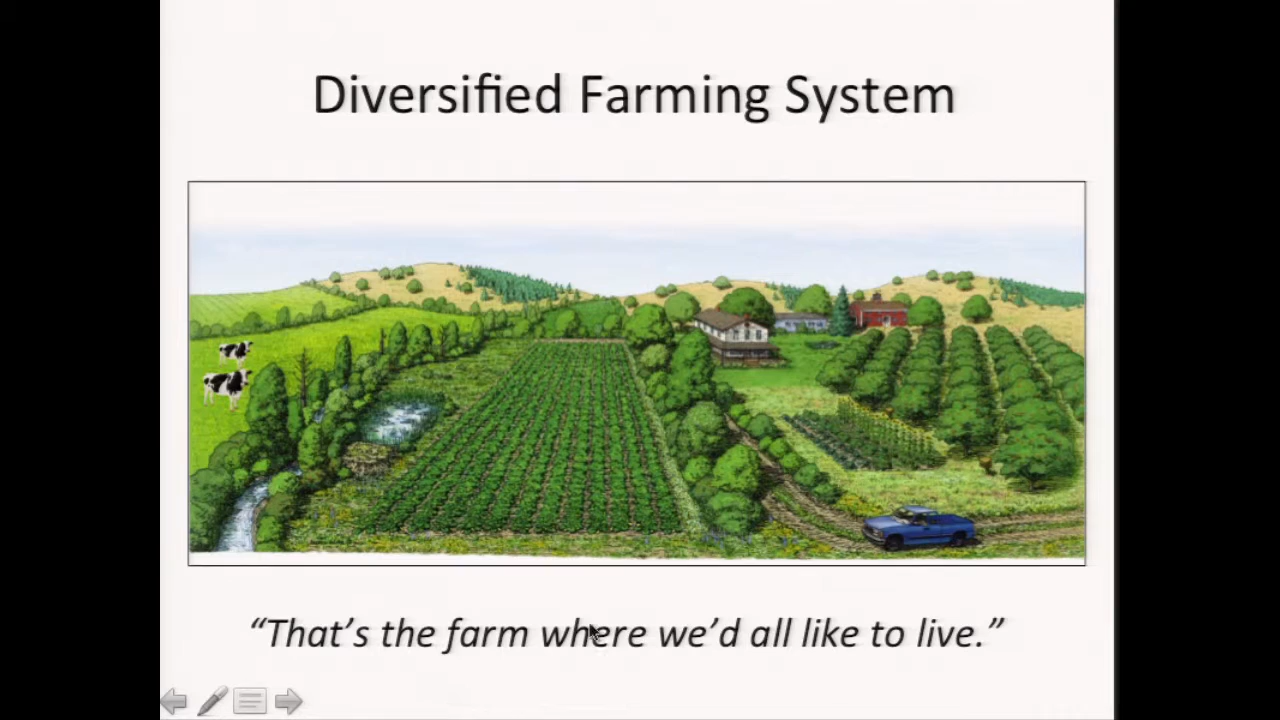 Diversified Farming System
“That’s the farm where we’d all like to live.”